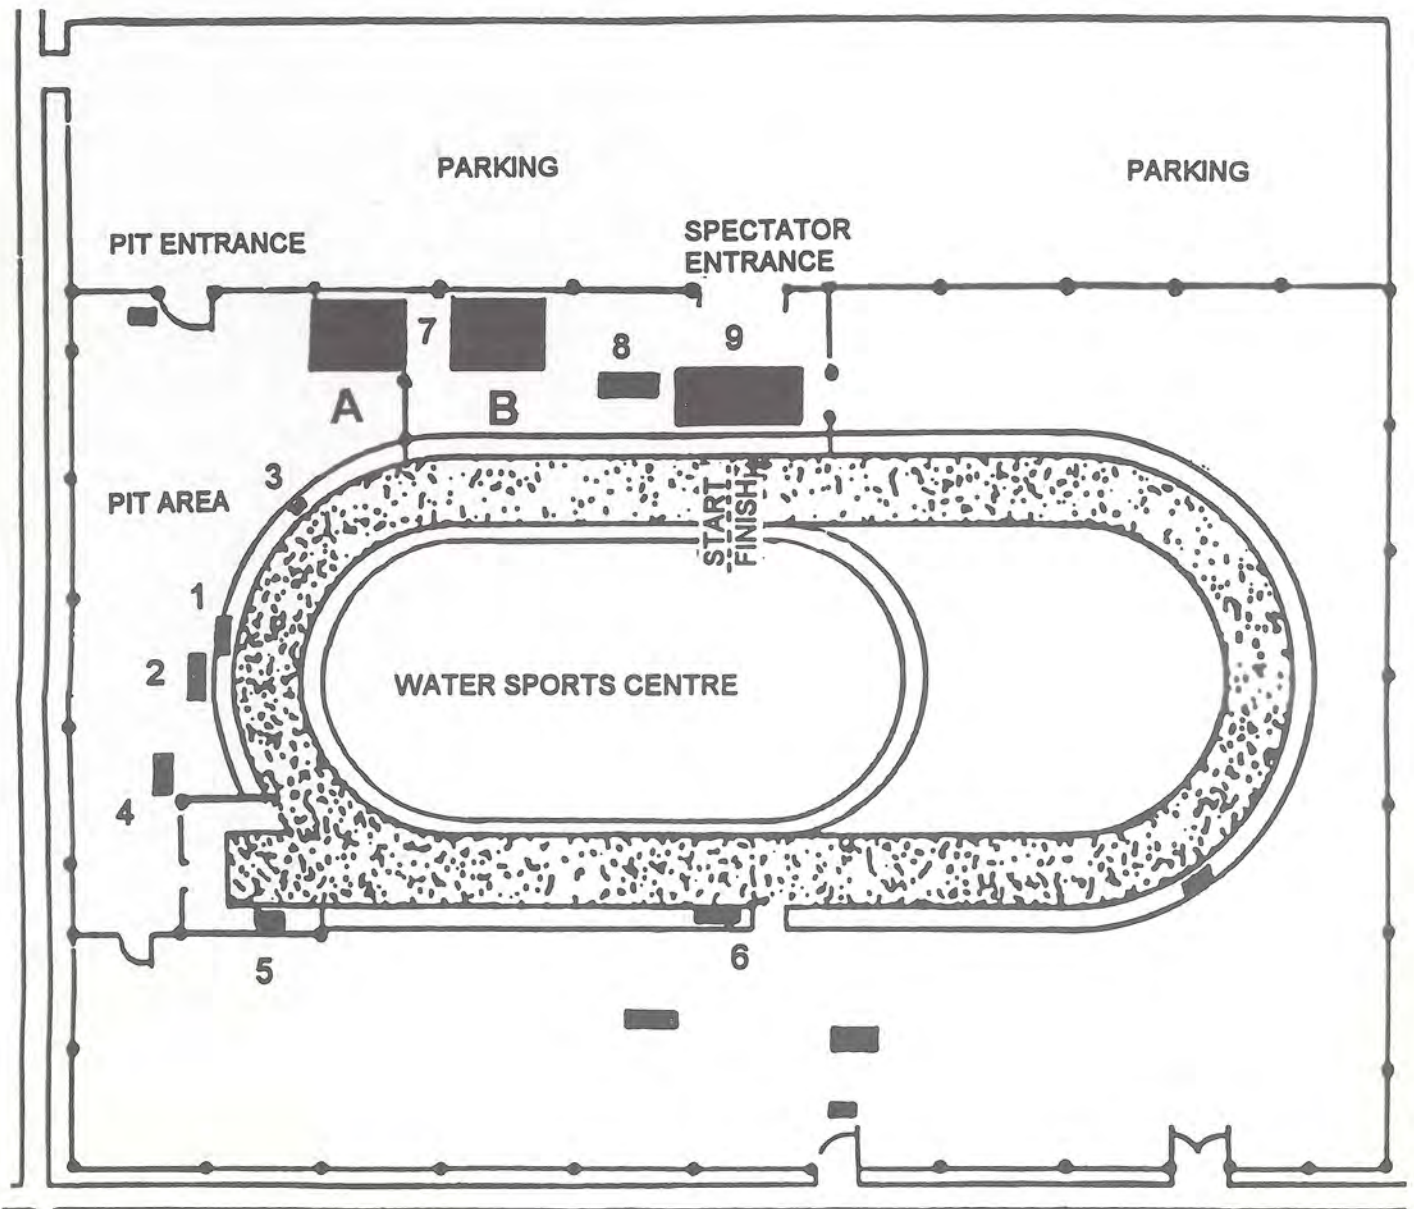 PARKING
PARKING
PIT ENTRANCE
SPECTATOR
ENTRANCE
7
8
9
A
B
3
PIT AREA
START
FINISH
1
2
WATER SPORTS CENTRE
4
5
6